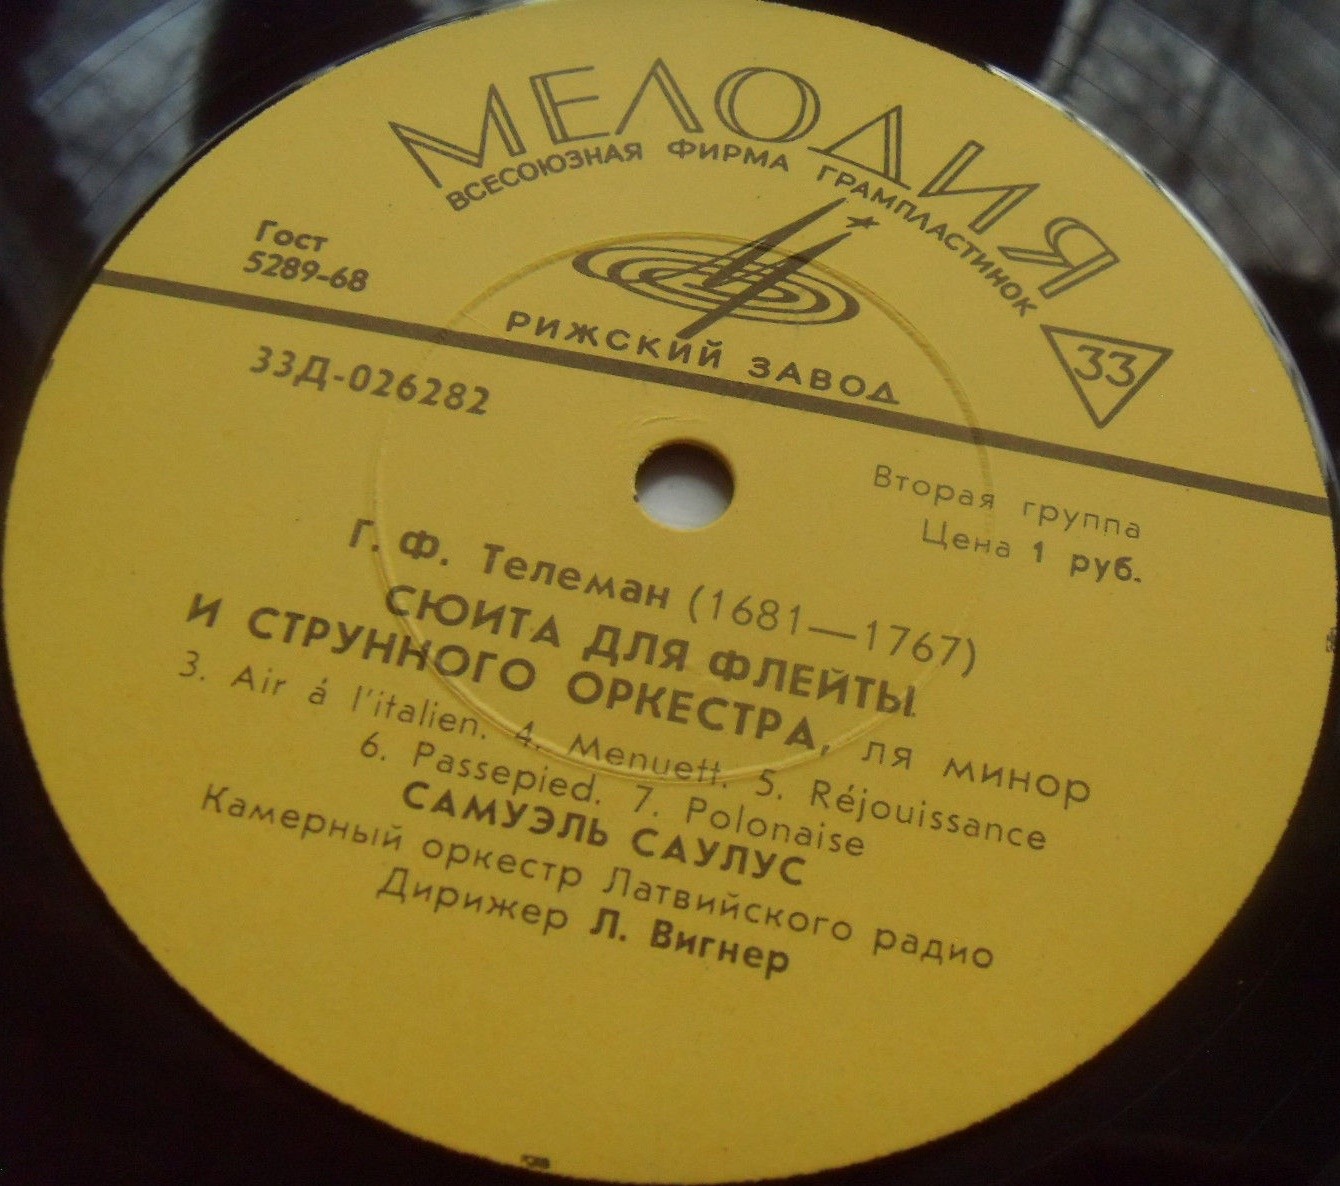 МЕЛОДИЯ
ВСЕСОЮЗНАЯ ФИРМА ГРАМПЛАСТИНОК
Гост
5289-68
РИЖСКИЙ ЗАВОД
33
33Д-026282
Вторая группа
Цена 1 руб.
Г. Ф. Телеман (1681—1767)
СЮИТА ДЛЯ ФЛЕЙТЫ
И СТРУННОГО ОРКЕСТРА, ля минор
3. Air á l'italien. 4. Menuett. 5. Réjouissance
6. Passepied. 7. Polonaise
САМУЭЛЬ САУЛУС
Камерный оркестр Латвийского радио
Дирижер Л. Вигнер